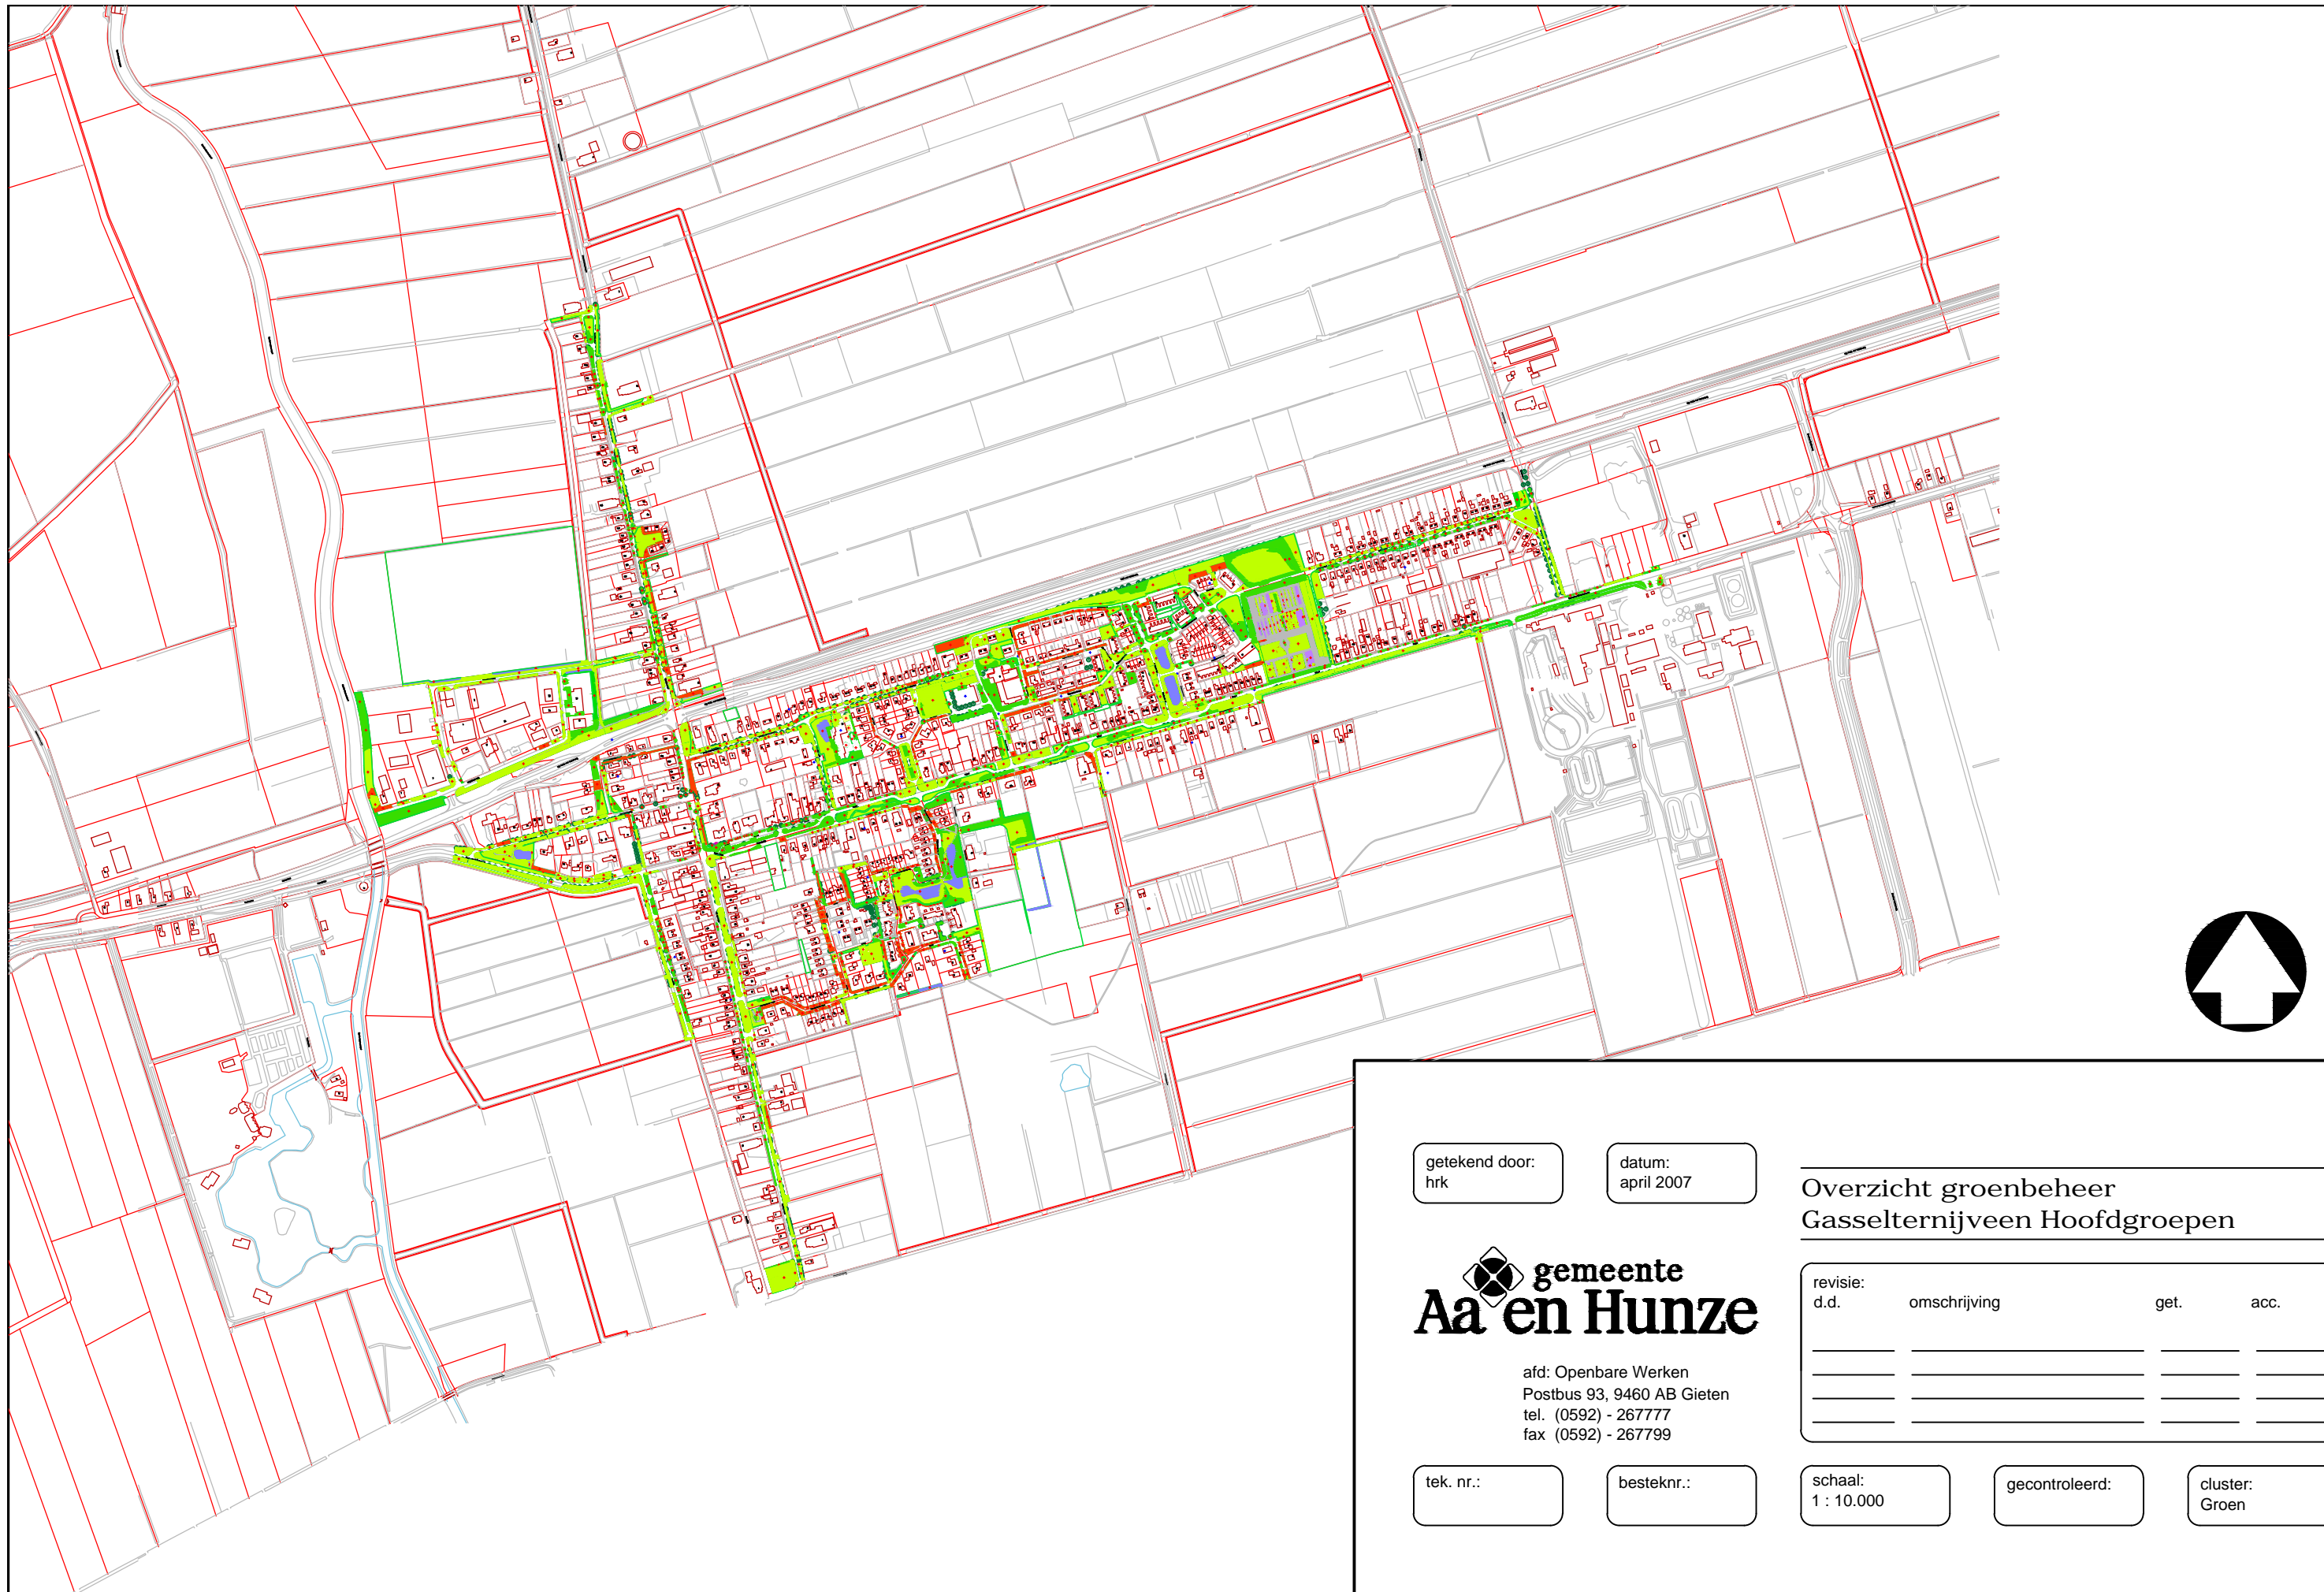 getekend door:
hrk
datum:
april 2007
Overzicht groenbeheer
Gasselternijveen Hoofdgroepen
gemeente
Aa en Hunze
revisie:
d.d. omschrijving get. acc.
afd: Openbare Werken
Postbus 93, 9460 AB Gieten
tel. (0592) - 267777
fax (0592) - 267799
tek. nr.:
besteknr.:
schaal:
1 : 10.000
gecontroleerd:
cluster:
Groen